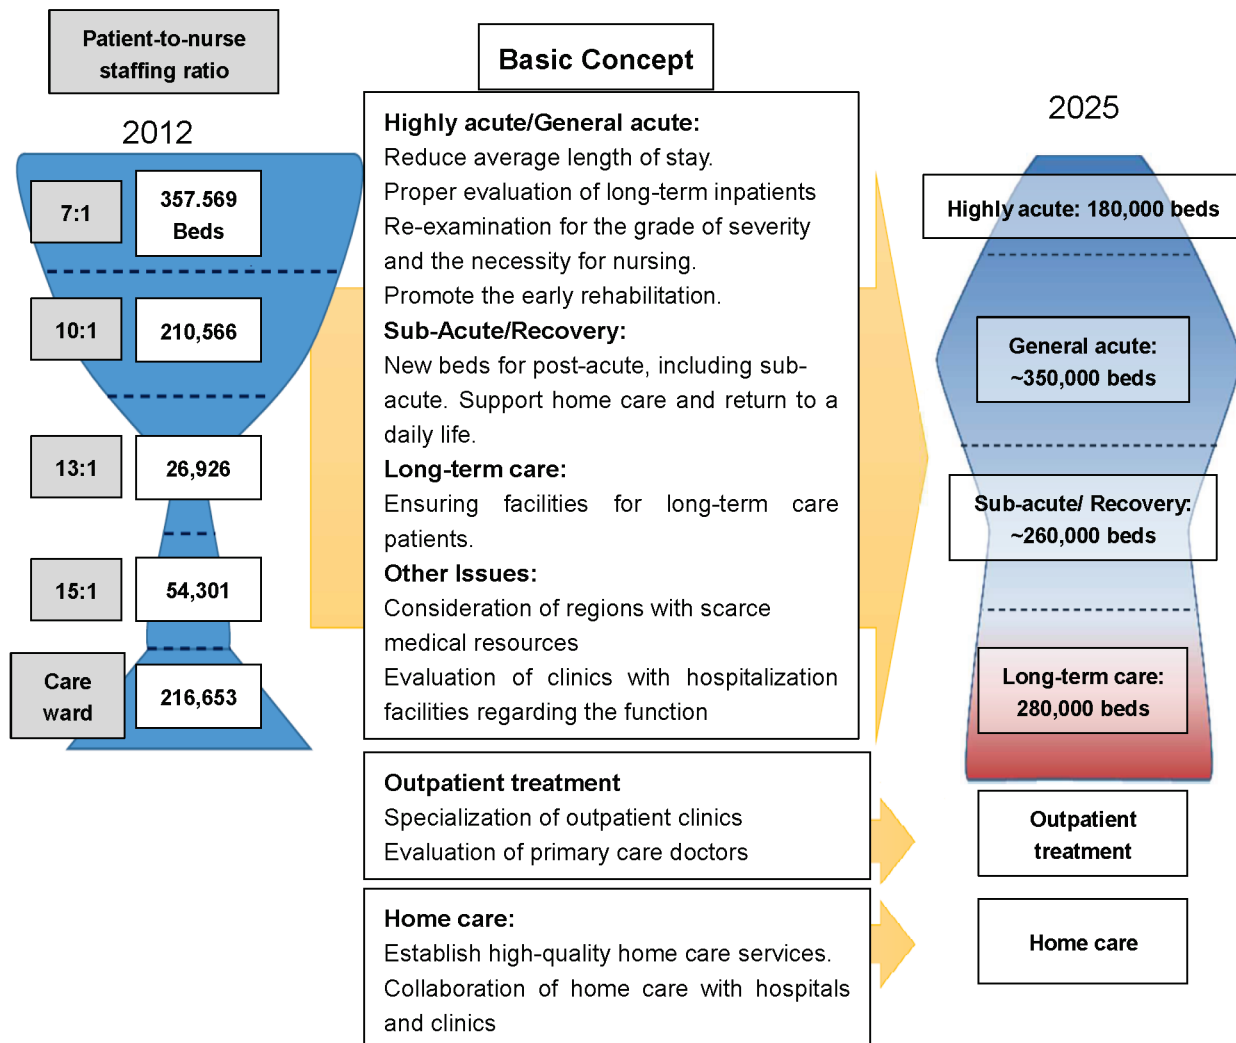 Patient-to-nurse
staffing ratio
2012
7:1
357.569
Beds
10:1
210,566
13:1
26,926
15:1
54,301
Care
ward
216,653
Basic Concept
Highly acute/General acute:
Reduce average length of stay.
Proper evaluation of long-term inpatients
Re-examination for the grade of severity
and the necessity for nursing.
Promote the early rehabilitation.
Sub-Acute/Recovery:
New beds for post-acute, including sub-
acute. Support home care and return to a
daily life.
Long-term care:
Ensuring facilities for long-term care
patients.
Other Issues:
Consideration of regions with scarce
medical resources
Evaluation of clinics with hospitalization
facilities regarding the function
Outpatient treatment
Specialization of outpatient clinics
Evaluation of primary care doctors
Home care:
Establish high-quality home care services.
Collaboration of home care with hospitals
and clinics
2025
Highly acute: 180,000 beds
General acute:
~350,000 beds
Sub-acute/ Recovery:
~260,000 beds
Long-term care:
280,000 beds
Outpatient
treatment
Home care